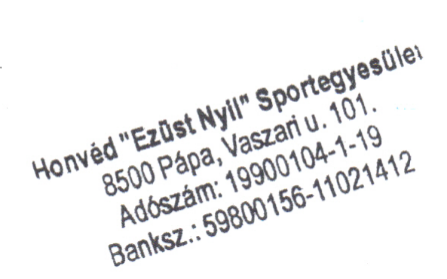 Honvéd "Ezüst Nyíl" Sportegyesület
8500 Pápa, Vaszari u. 101.
Adószám: 19900104-1-19
Banksz.: 59800156-11021412